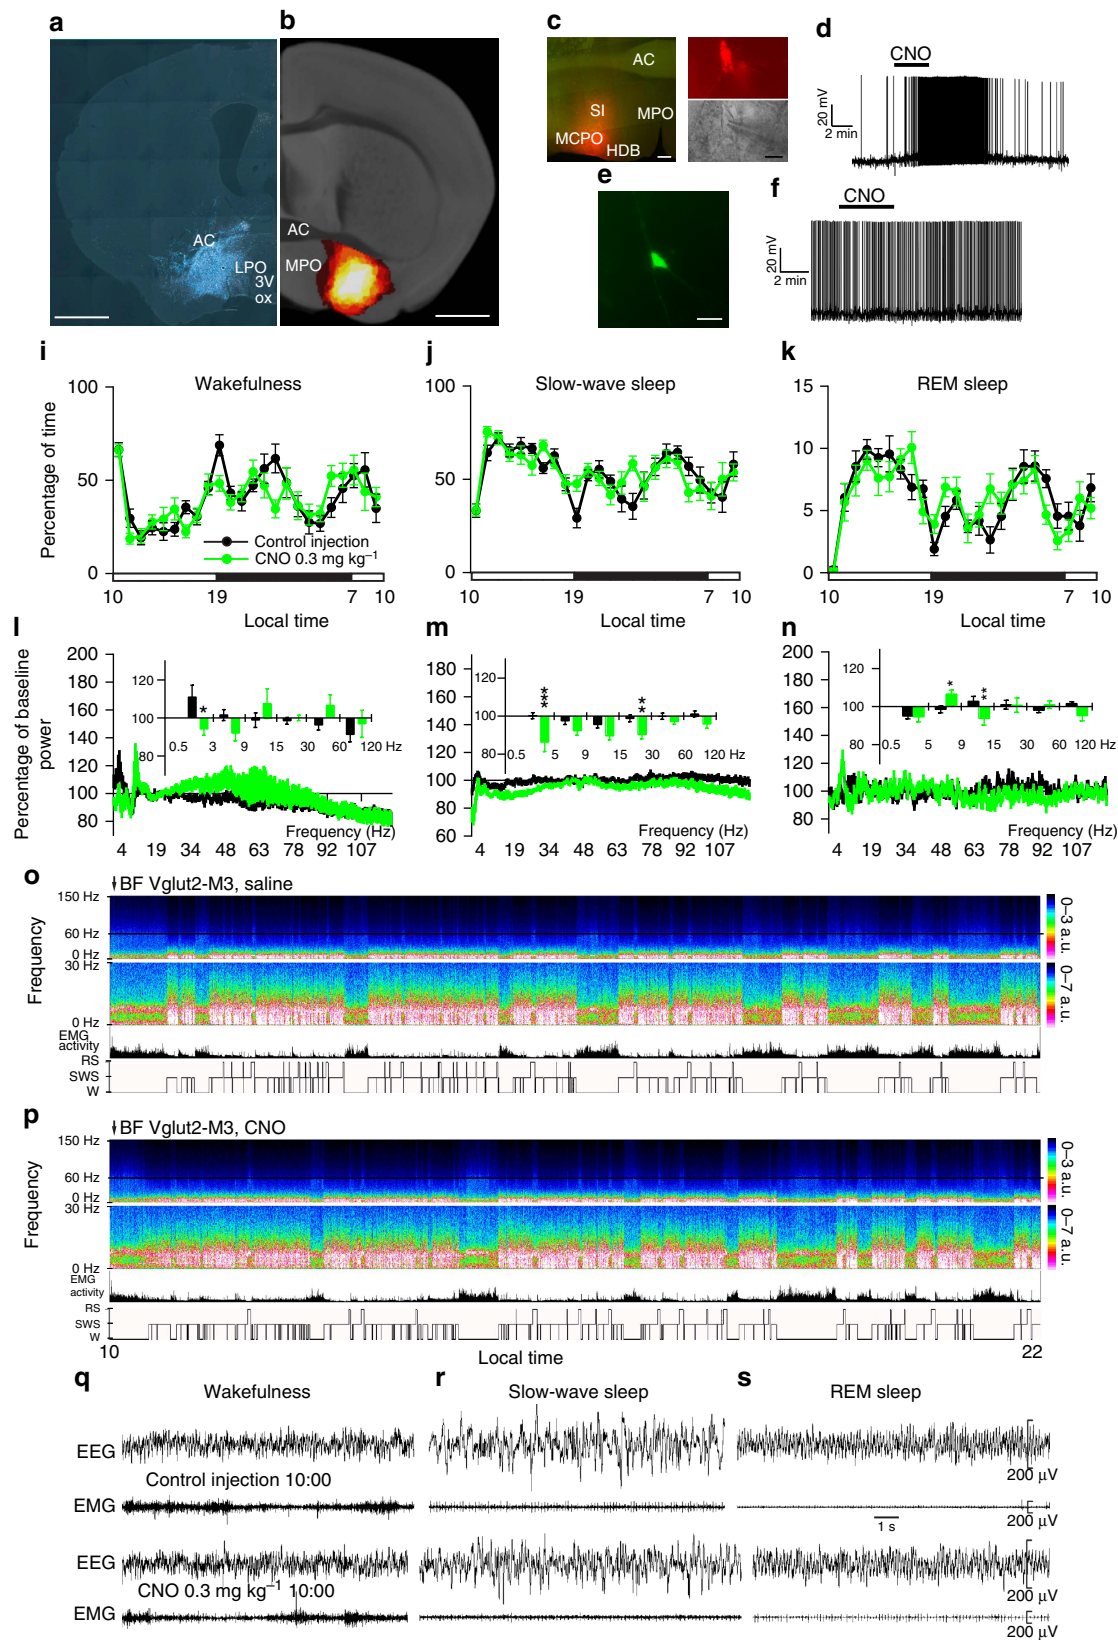 a
b
c
d
AC
LPO
3V
ox
AC
MPO
AC
SI
MPO
MCPO
HDB
CNO
20 mV
2 min
e
f
CNO
20 mV
2 min
i
j
k
Wakefulness
Slow-wave sleep
REM sleep
Percentage of time
100
50
0
100
50
0
15
10
5
0
Control injection
CNO 0.3 mg kg⁻¹
10 19 7 10
10 19 7 10
10 19 7 10
Local time
Local time
Local time
l
m
n
Percentage of baseline
power
200
180
160
140
120
100
80
120
100
80
*
0.5 3 9 15 30 60 120 Hz
Frequency (Hz)
4 19 34 48 63 78 92 107
180
160
140
120
100
80
60
120
100
80
***
**
0.5 5 9 15 30 60 120 Hz
Frequency (Hz)
4 19 34 48 63 78 92 107
200
180
160
140
120
100
80
120
100
80
*
**
0.5 5 9 15 30 60 120 Hz
Frequency (Hz)
4 19 34 48 63 78 92 107
o
BF Vglut2-M3, saline
Frequency
150 Hz
60 Hz
0 Hz
30 Hz
0 Hz
0–3 a.u.
0–7 a.u.
EMG
activity
RS
SWS
W
p
BF Vglut2-M3, CNO
Frequency
150 Hz
60 Hz
0 Hz
30 Hz
0 Hz
0–3 a.u.
0–7 a.u.
EMG
activity
RS
SWS
W
10
Local time
22
q
r
s
Wakefulness
Slow-wave sleep
REM sleep
EEG
200 µV
Control injection 10:00
EMG
200 µV
1 s
EEG
200 µV
CNO 0.3 mg kg⁻¹ 10:00
EMG
200 µV